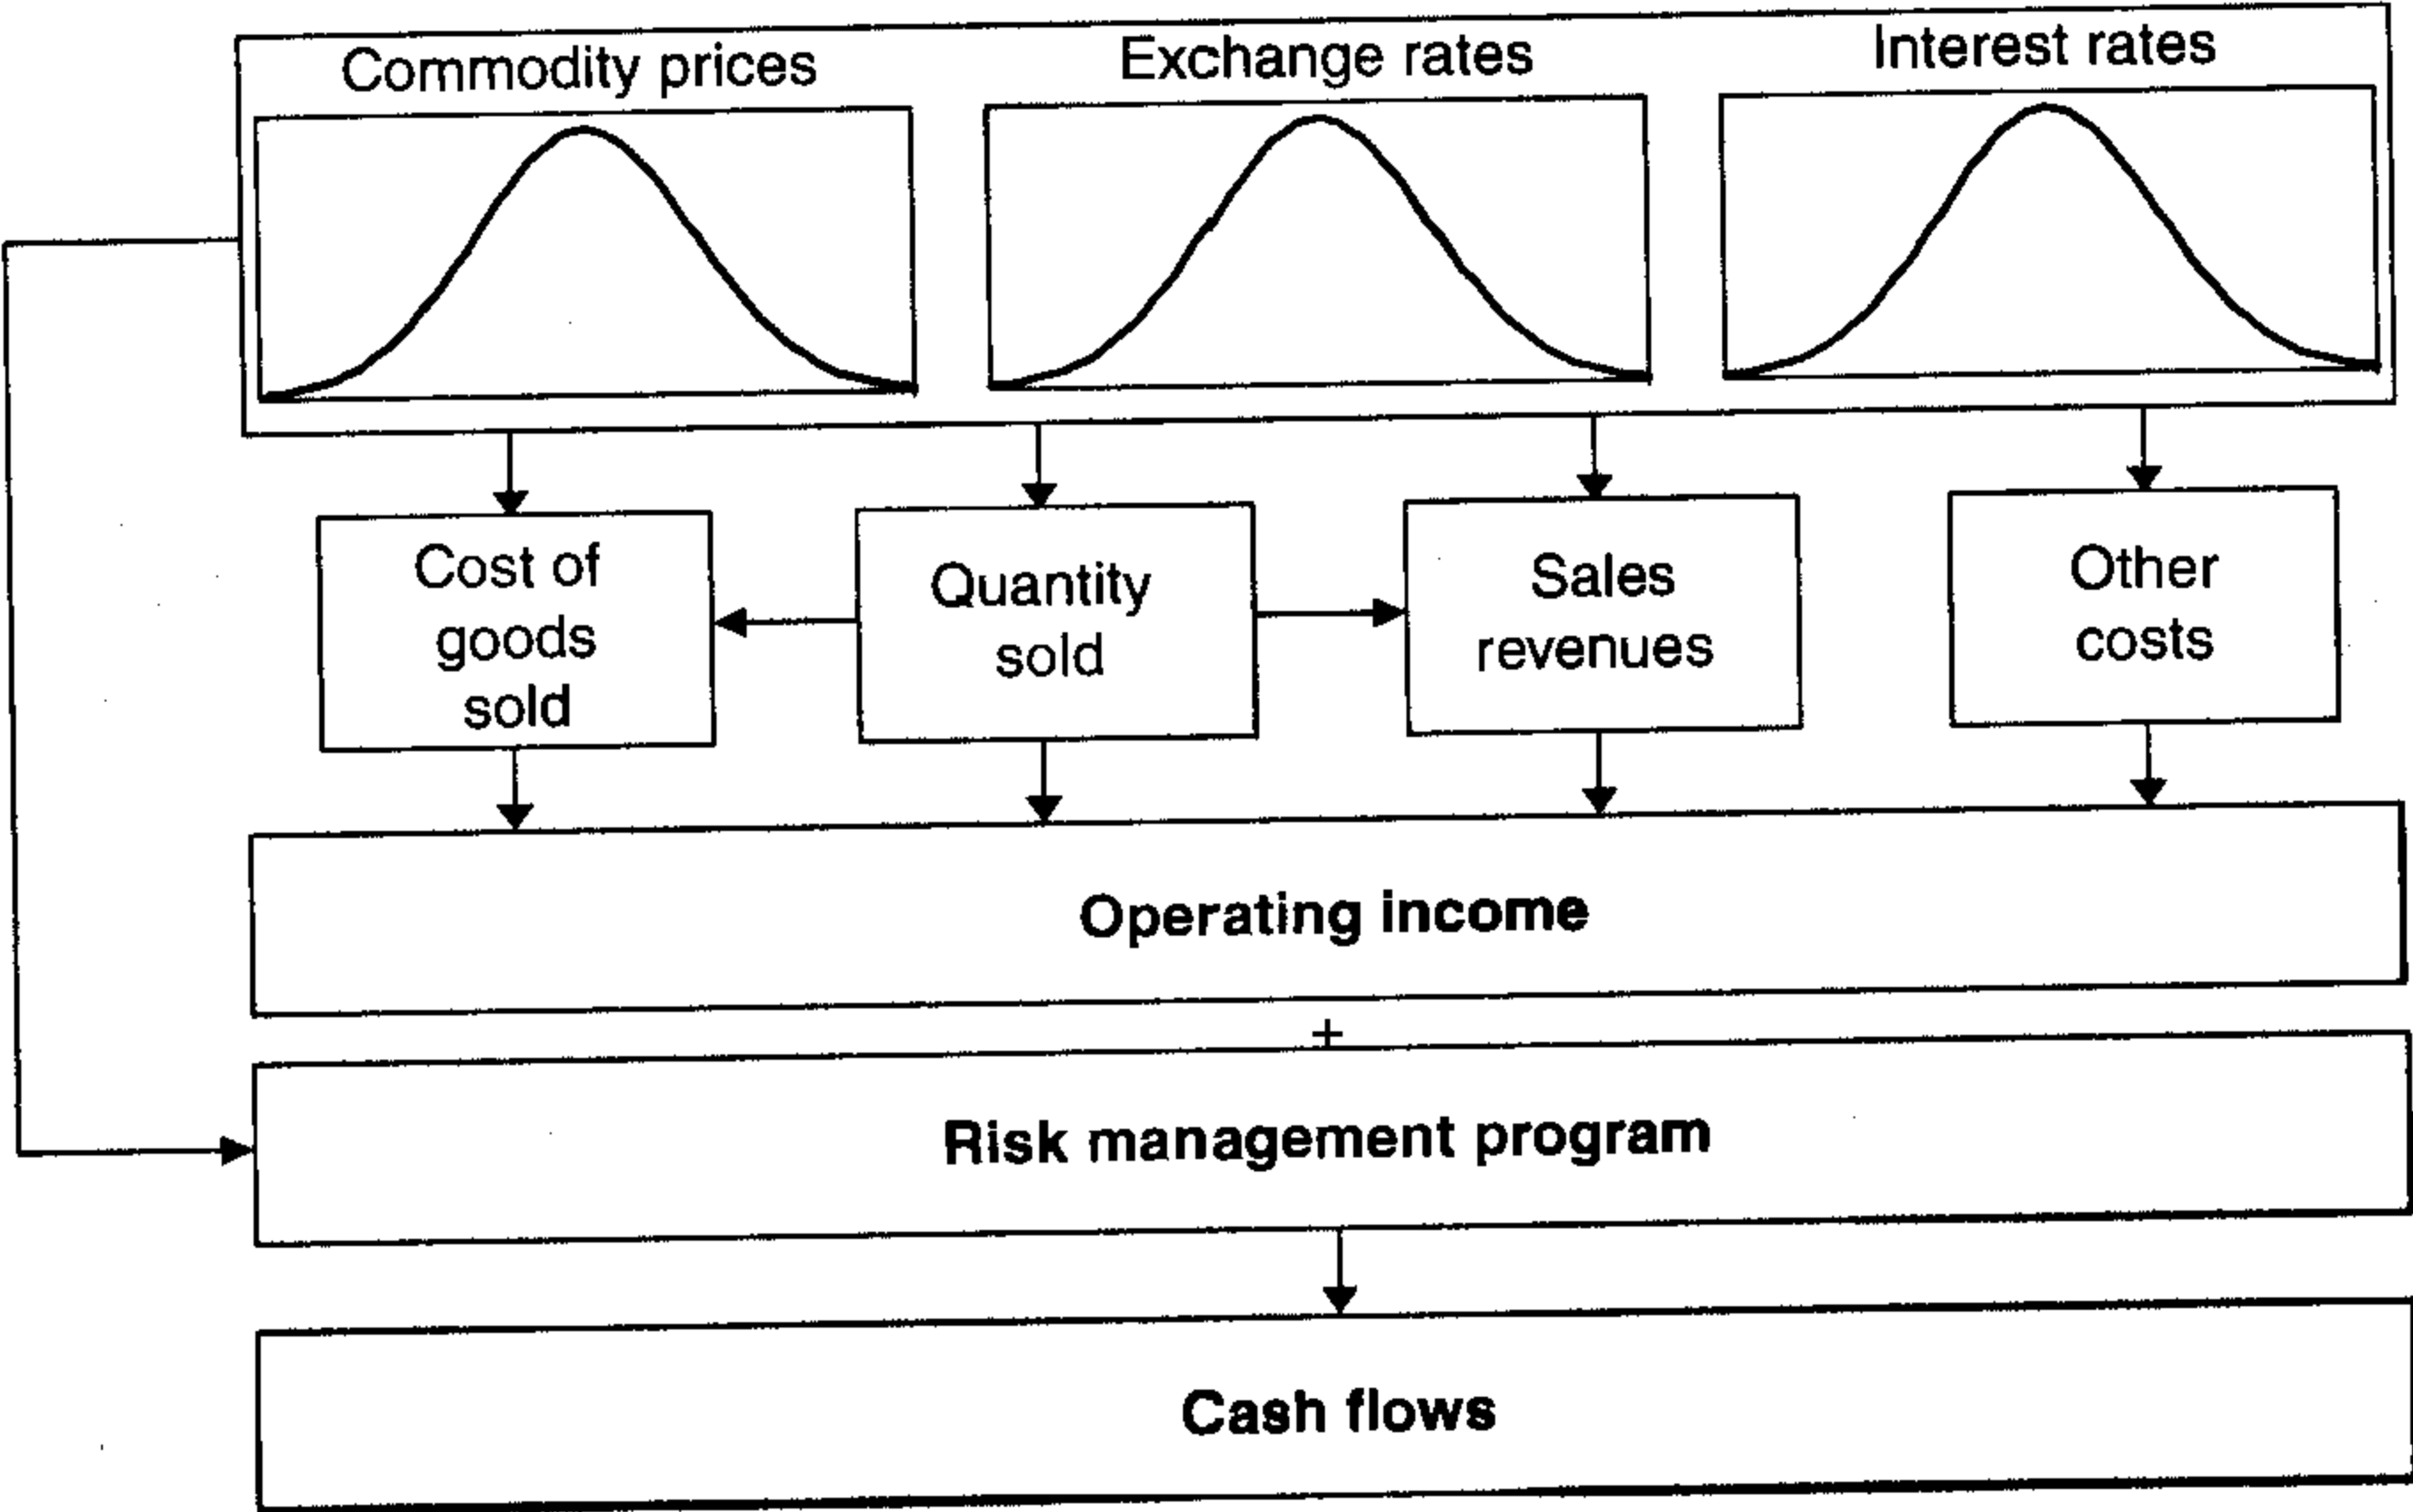 Commodity prices
Exchange rates
Interest rates
Cost of
goods
sold
Quantity
sold
Sales
revenues
Other
costs
Operating income
+
Risk management program
Cash flows